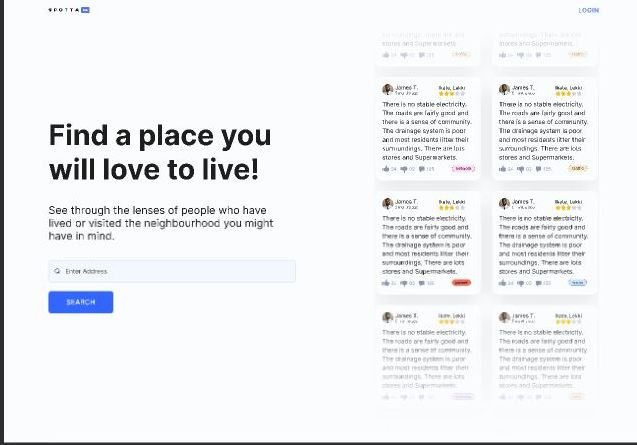 SPOTTA
LOGIN
Find a place you
will love to live!
See through the lenses of people who have
lived or visited the neighbourhood you might
have in mind.
Enter Address
SEARCH
surroundings. There are lots
stores and Supermarkets.
surroundings. There are lots
stores and Supermarkets.
James T.
Ikate, Lekki
There is no stable electricity.
The roads are fairly good and
there is a sense of community.
The drainage system is poor
and most residents litter their
surroundings. There are lots
stores and Supermarkets.
James T.
Ikate, Lekki
There is no stable electricity.
The roads are fairly good and
there is a sense of community.
The drainage system is poor
and most residents litter their
surroundings. There are lots
stores and Supermarkets.
James T.
Ikate, Lekki
There is no stable electricity.
The roads are fairly good and
there is a sense of community.
The drainage system is poor
and most residents litter their
surroundings. There are lots
stores and Supermarkets.
James T.
Ikate, Lekki
There is no stable electricity.
The roads are fairly good and
there is a sense of community.
The drainage system is poor
and most residents litter their
surroundings. There are lots
stores and Supermarkets.
James T.
Ikate, Lekki
There is no stable electricity.
The roads are fairly good and
there is a sense of community.
The drainage system is poor
and most residents litter their
surroundings. There are lots
stores and Supermarkets.
James T.
Ikate, Lekki
There is no stable electricity.
The roads are fairly good and
there is a sense of community.
The drainage system is poor
and most residents litter their
surroundings. There are lots
stores and Supermarkets.